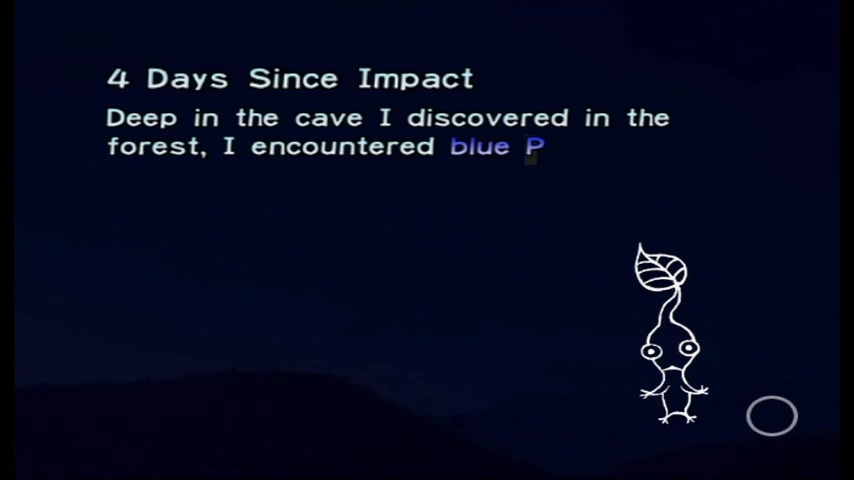 4 Days Since Impact
Deep in the cave I discovered in the
forest, I encountered blue P